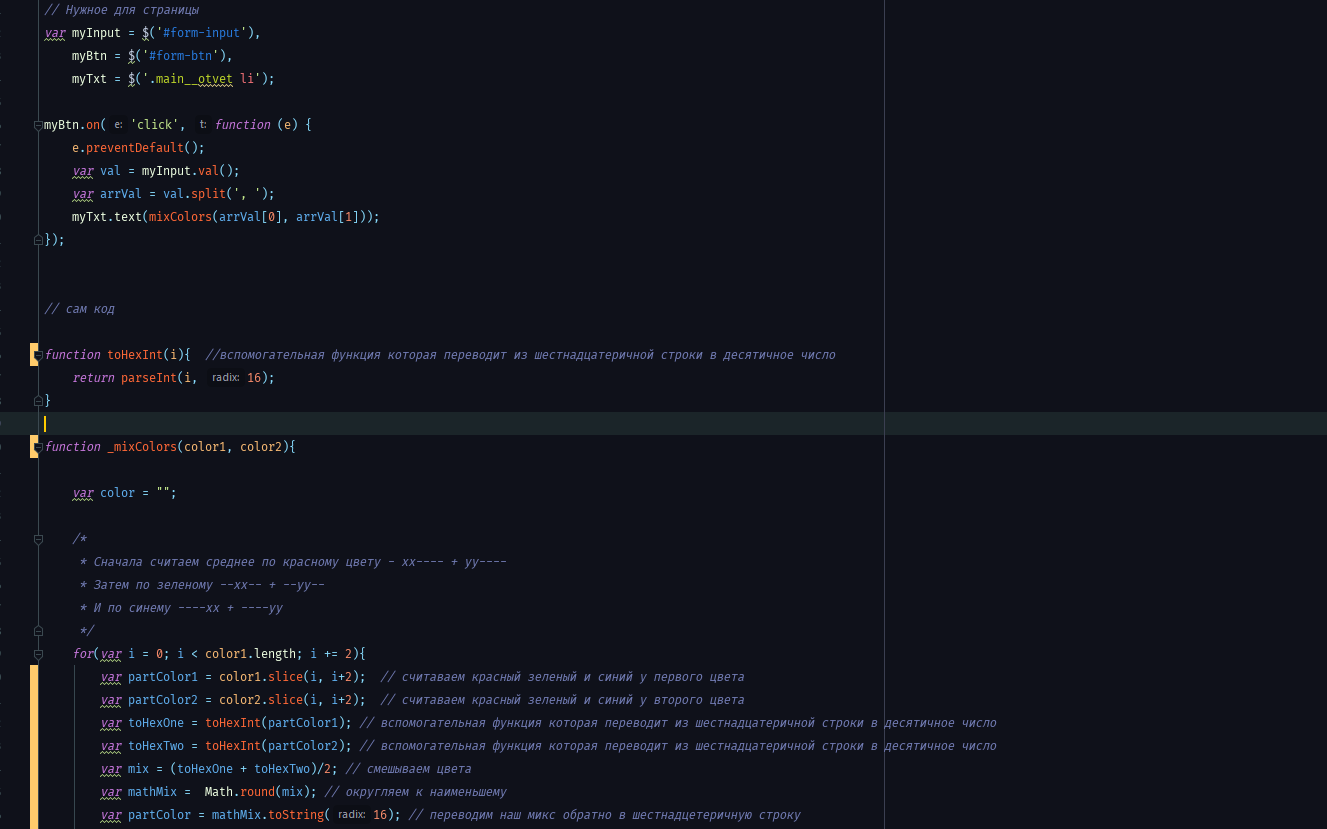 // Нужное для страницы
var myInput = $('#form-input'),
myBtn = $('#form-btn'),
myTxt = $('.main__otvet li');
myBtn.on( e: 'click', t: function (e) {
e.preventDefault();
var val = myInput.val();
var arrVal = val.split(', ');
myTxt.text(mixColors(arrVal[0], arrVal[1]));
});
// сам код
function toHexInt(i){ //вспомогательная функция которая переводит из шестнадцатеричной строки в десятичное число
return parseInt(i, radix: 16);
}
function _mixColors(color1, color2){
var color = "";
/*
* Сначала считаем среднее по красному цвету - xx---- + yy----
* Затем по зеленому --xx-- + --yy--
* И по синему ----xx + ----yy
*/
for(var i = 0; i < color1.length; i += 2){
var partColor1 = color1.slice(i, i+2); // считаваем красный зеленый и синий у первого цвета
var partColor2 = color2.slice(i, i+2); // считаваем красный зеленый и синий у второго цвета
var toHexOne = toHexInt(partColor1); // вспомогательная функция которая переводит из шестнадцатеричной строки в десятичное число
var toHexTwo = toHexInt(partColor2); // вспомогательная функция которая переводит из шестнадцатеричной строки в десятичное число
var mix = (toHexOne + toHexTwo)/2; // смешываем цвета
var mathMix =  Math.round(mix); // округляем к наименьшему
var partColor = mathMix.toString( radix: 16); // переводим наш микс обратно в шестнадцетеричную строку